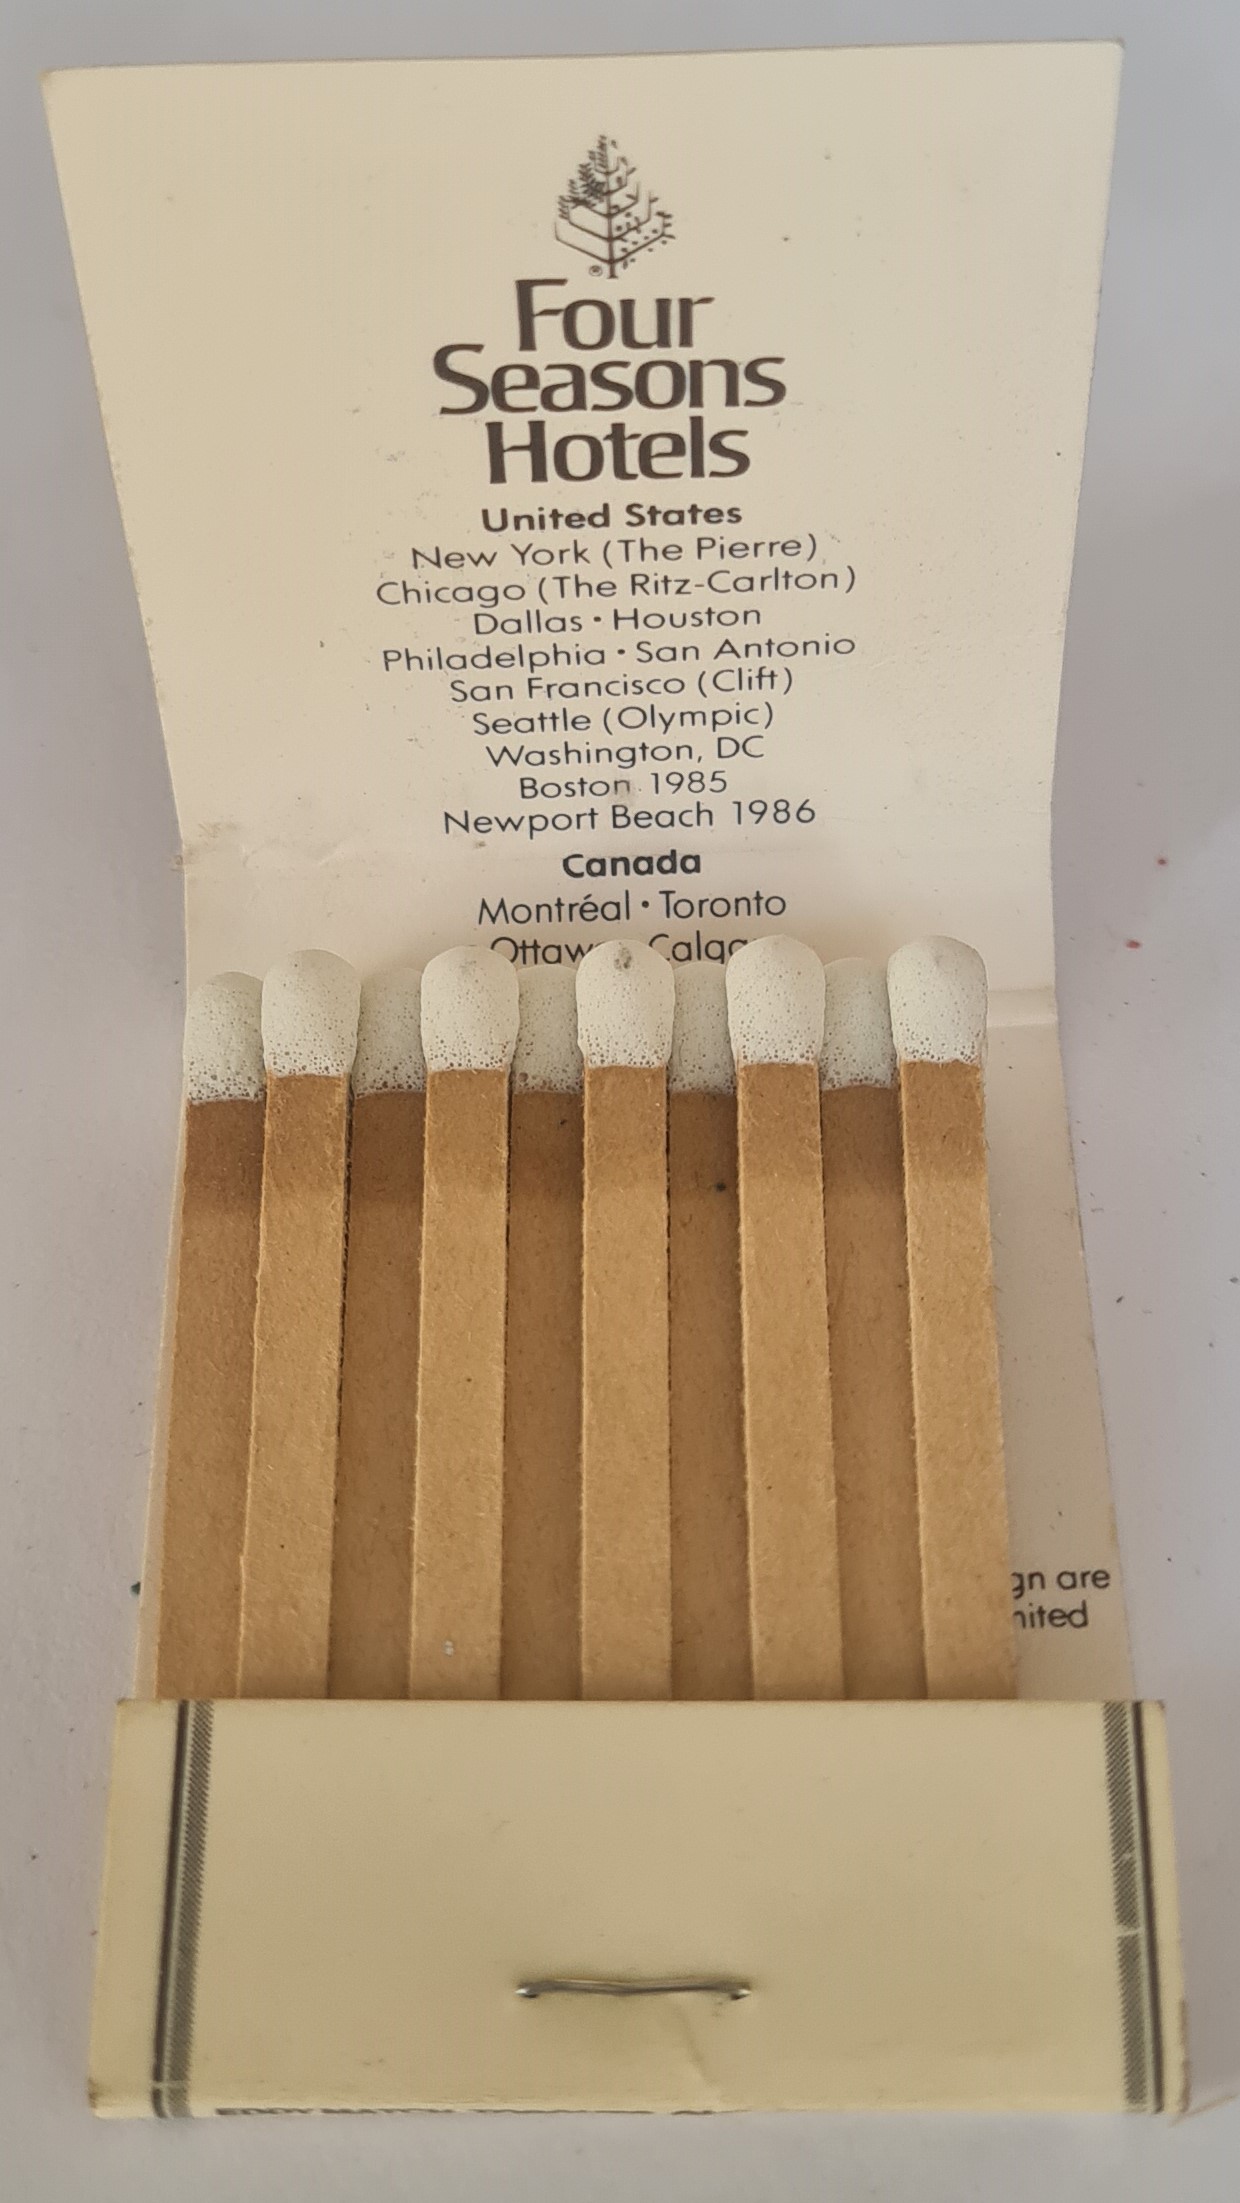 ®
Four
Seasons
Hotels
United States
New York (The Pierre)
Chicago (The Ritz-Carlton)
Dallas • Houston
Philadelphia • San Antonio
San Francisco (Clift)
Seattle (Olympic)
Washington, DC
Boston 1985
Newport Beach 1986
Canada
Montréal • Toronto
are